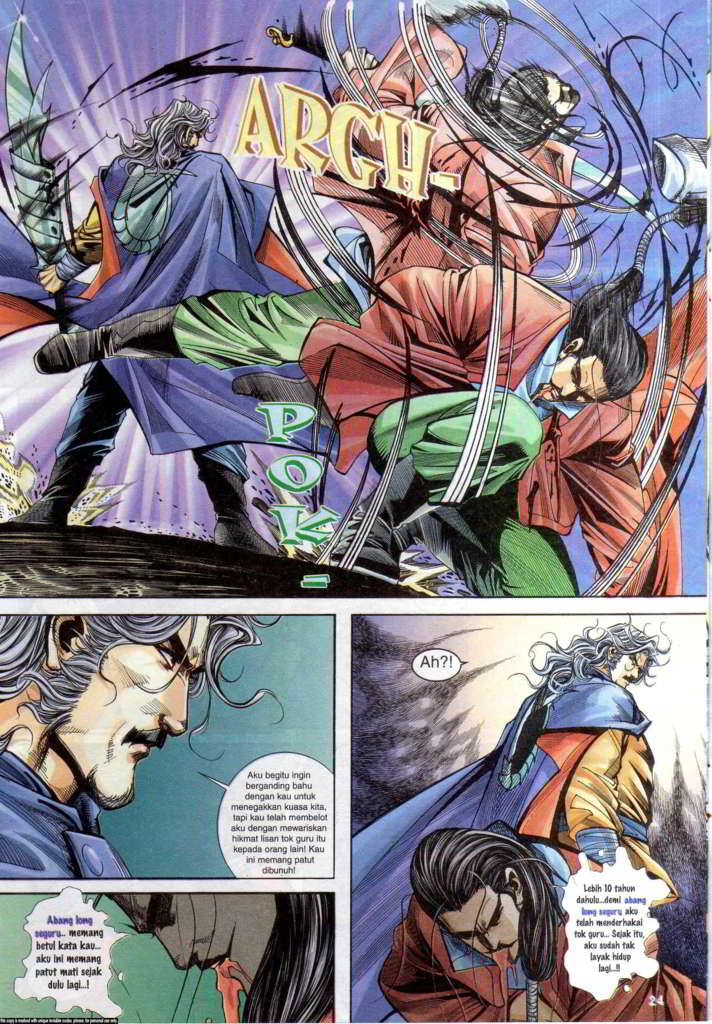 ARGH-
POK-
Aku begitu ingin
berganding bahu
dengan kau untuk
menegakkan kuasa kita,
tapi kau telah membelot
aku dengan mewariskan
hikmat lisan tok guru itu
kepada orang lain! Kau
ini memang patut
dibunuh!
Abang long
seguru.. memang
betul kata kau...
aku ini memang
patut mati sejak
dulu lagi...!
Ah?!
Lebih 10 tahun
dahulu...demi abang
long seguru aku
telah menderhakai
tok guru... Sejak itu,
aku sudah tak
layak hidup
lagi...!!
24